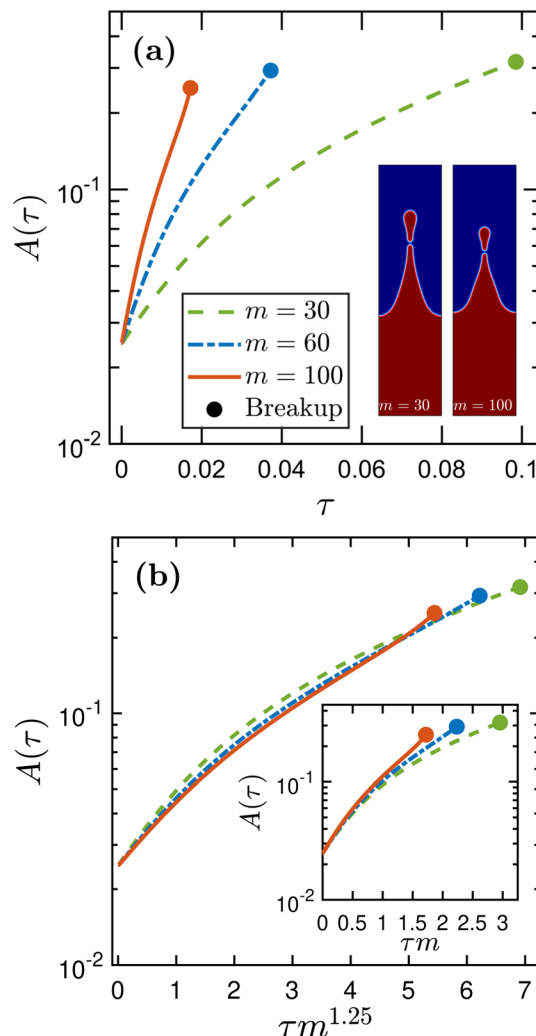 (a)
10^{-1}
10^{-2}
A(τ)
m = 30
m = 60
m = 100
Breakup
m = 30
m = 100
0 0.02 0.04 0.06 0.08 0.1
τ
(b)
10^{-1}
10^{-2}
A(τ)
10^{-1}
10^{-2}
A(τ)
0 0.5 1 1.5 2 2.5 3
τm
0 1 2 3 4 5 6 7
τm^{1.25}